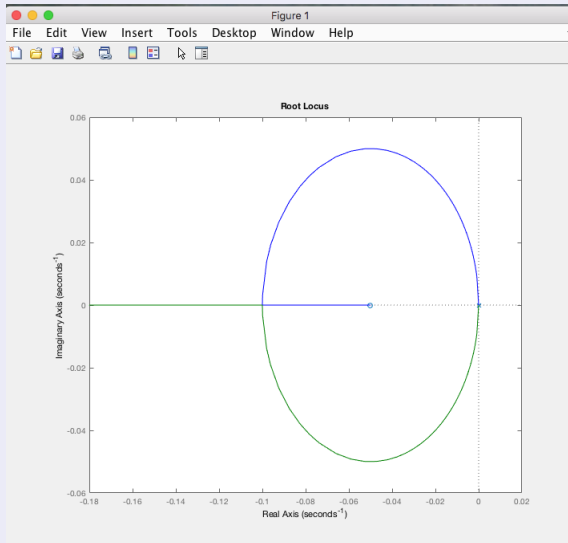 Figure 1
File Edit View Insert Tools Desktop Window Help
Root Locus
0.06
0.04
0.02
0
-0.02
-0.04
-0.06
Imaginary Axis (seconds⁻¹)
-0.18 -0.16 -0.14 -0.12 -0.1 -0.08 -0.06 -0.04 -0.02 0 0.02
Real Axis (seconds⁻¹)